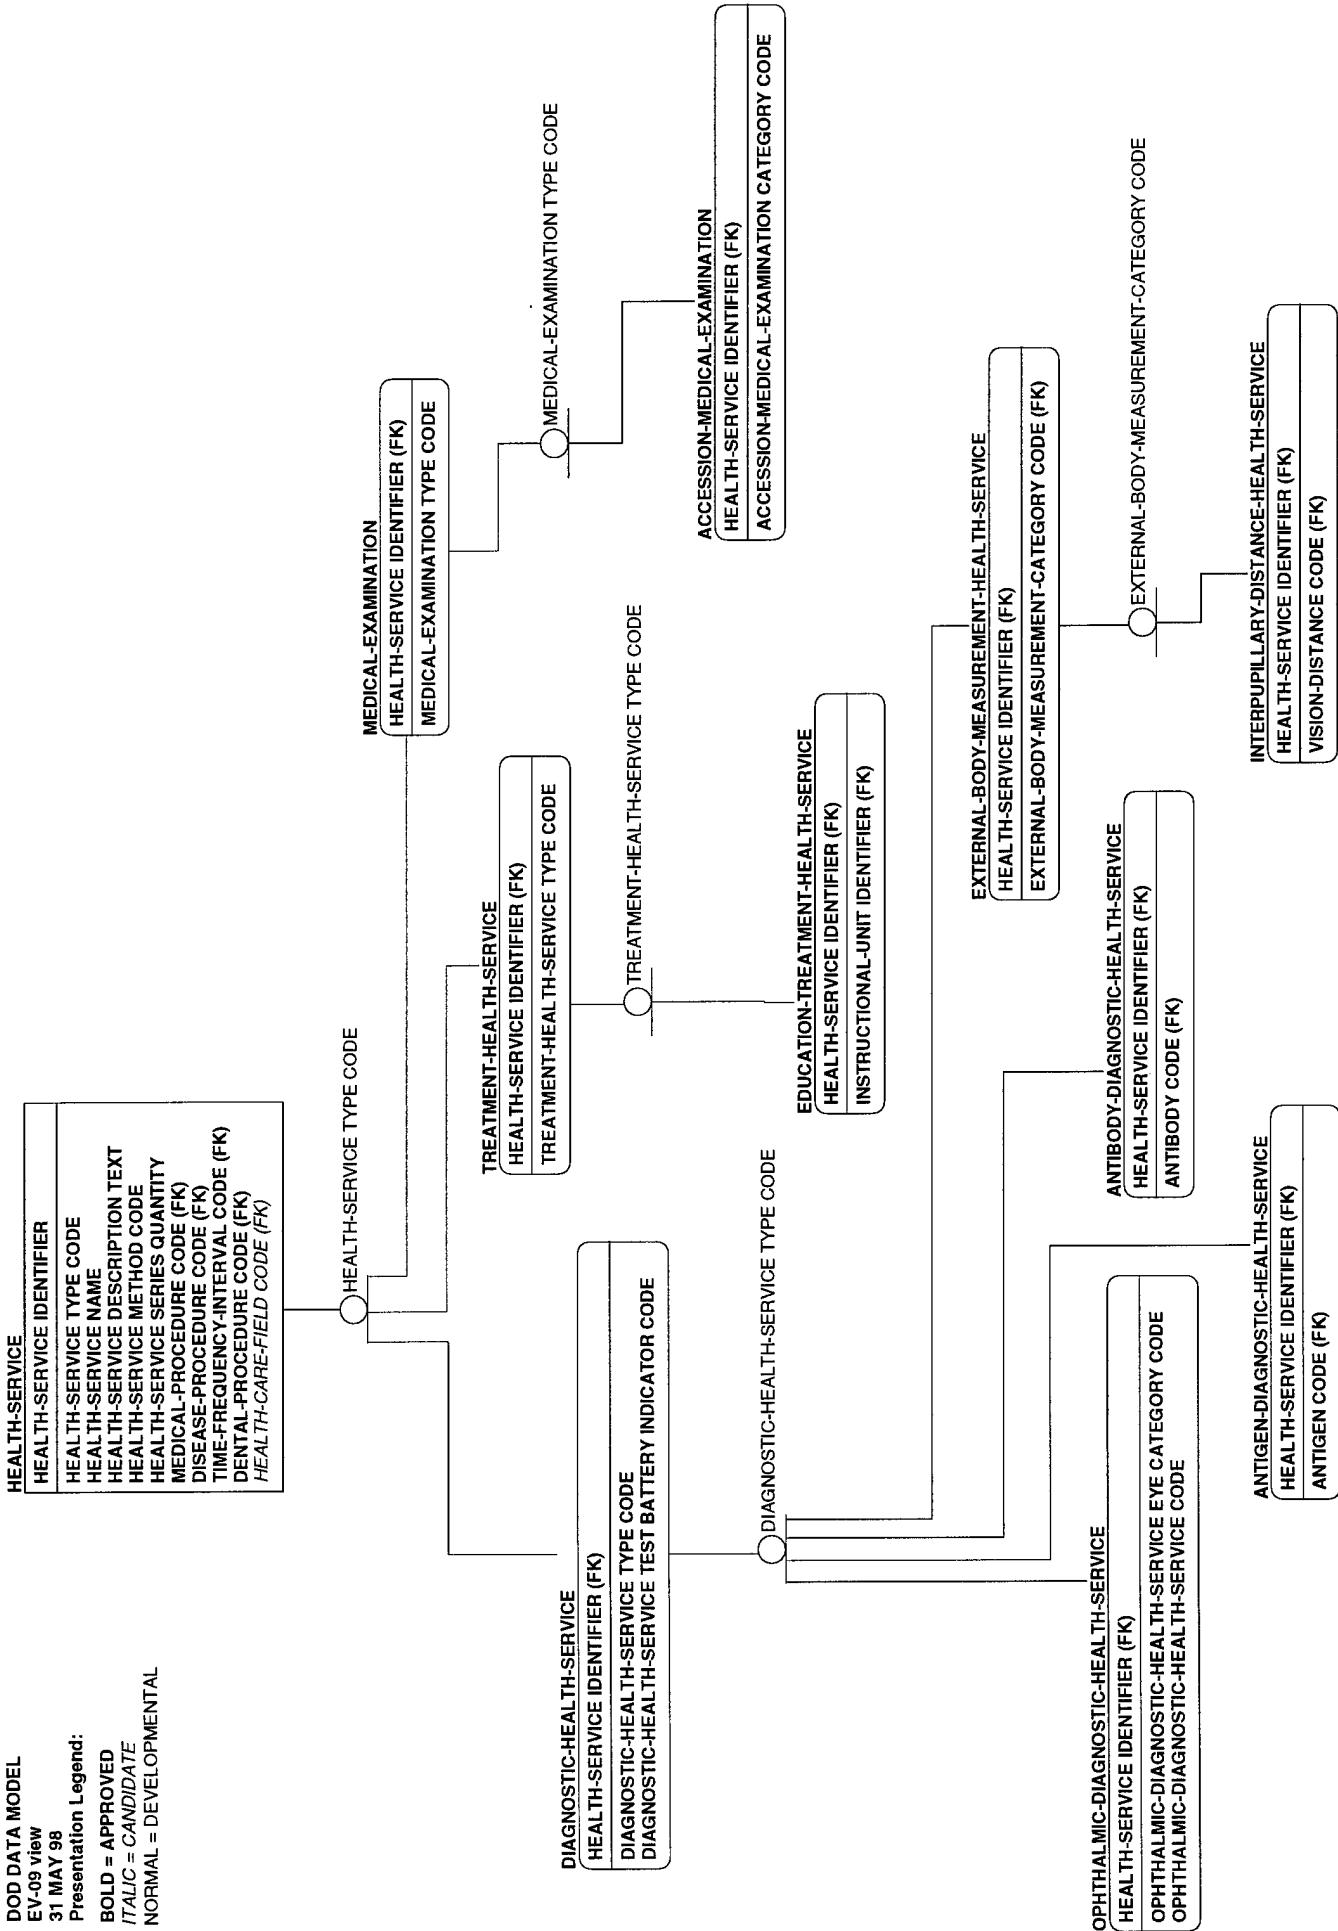 DOD DATA MODEL
EV-09 view
31 MAY 98
Presentation Legend:
BOLD = APPROVED
ITALIC = CANDIDATE
NORMAL = DEVELOPMENTAL
HEALTH-SERVICE
HEALTH-SERVICE IDENTIFIER
HEALTH-SERVICE TYPE CODE
HEALTH-SERVICE NAME
HEALTH-SERVICE DESCRIPTION TEXT
HEALTH-SERVICE METHOD CODE
HEALTH-SERVICE SERIES QUANTITY
MEDICAL-PROCEDURE CODE (FK)
DISEASE-PROCEDURE CODE (FK)
TIME-FREQUENCY-INTERVAL CODE (FK)
DENTAL-PROCEDURE CODE (FK)
HEALTH-CARE-FIELD CODE (FK)
HEALTH-SERVICE TYPE CODE
MEDICAL-EXAMINATION
HEALTH-SERVICE IDENTIFIER (FK)
MEDICAL-EXAMINATION TYPE CODE
MEDICAL-EXAMINATION TYPE CODE
ACCESSION-MEDICAL-EXAMINATION
HEALTH-SERVICE IDENTIFIER (FK)
ACCESSION-MEDICAL-EXAMINATION CATEGORY CODE
TREATMENT-HEALTH-SERVICE
HEALTH-SERVICE IDENTIFIER (FK)
TREATMENT-HEALTH-SERVICE TYPE CODE
TREATMENT-HEALTH-SERVICE TYPE CODE
EDUCATION-TREATMENT-HEALTH-SERVICE
HEALTH-SERVICE IDENTIFIER (FK)
INSTRUCTIONAL-UNIT IDENTIFIER (FK)
DIAGNOSTIC-HEALTH-SERVICE
HEALTH-SERVICE IDENTIFIER (FK)
DIAGNOSTIC-HEALTH-SERVICE TYPE CODE
DIAGNOSTIC-HEALTH-SERVICE TEST BATTERY INDICATOR CODE
DIAGNOSTIC-HEALTH-SERVICE TYPE CODE
EXTERNAL-BODY-MEASUREMENT-HEALTH-SERVICE
HEALTH-SERVICE IDENTIFIER (FK)
EXTERNAL-BODY-MEASUREMENT-CATEGORY CODE (FK)
EXTERNAL-BODY-MEASUREMENT-CATEGORY CODE
INTERPUPILLARY-DISTANCE-HEALTH-SERVICE
HEALTH-SERVICE IDENTIFIER (FK)
VISION-DISTANCE CODE (FK)
ANTIBODY-DIAGNOSTIC-HEALTH-SERVICE
HEALTH-SERVICE IDENTIFIER (FK)
ANTIBODY CODE (FK)
ANTIGEN-DIAGNOSTIC-HEALTH-SERVICE
HEALTH-SERVICE IDENTIFIER (FK)
ANTIGEN CODE (FK)
OPHTHALMIC-DIAGNOSTIC-HEALTH-SERVICE
HEALTH-SERVICE IDENTIFIER (FK)
OPHTHALMIC-DIAGNOSTIC-HEALTH-SERVICE EYE CATEGORY CODE
OPHTHALMIC-DIAGNOSTIC-HEALTH-SERVICE CODE